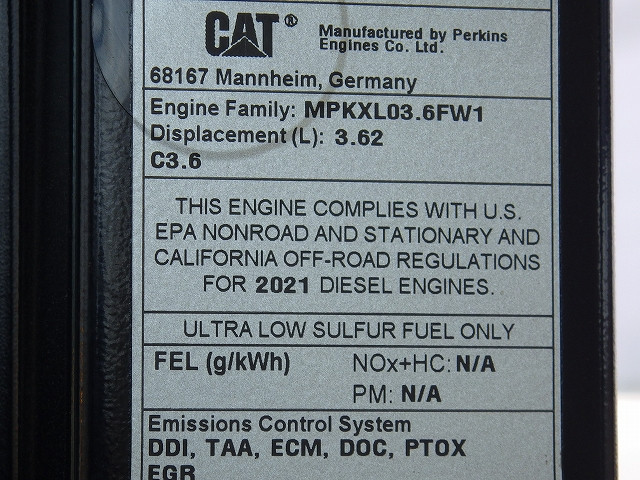 CAT® Manufactured by Perkins
Engines Co. Ltd.
68167 Mannheim, Germany
Engine Family: MPKXL03.6FW1
Displacement (L): 3.62
C3.6
THIS ENGINE COMPLIES WITH U.S.
EPA NONROAD AND STATIONARY AND
CALIFORNIA OFF-ROAD REGULATIONS
FOR 2021 DIESEL ENGINES.
ULTRA LOW SULFUR FUEL ONLY
FEL (g/kWh) NOx+HC: N/A
PM: N/A
Emissions Control System
DDI, TAA, ECM, DOC, PTOX
EGR